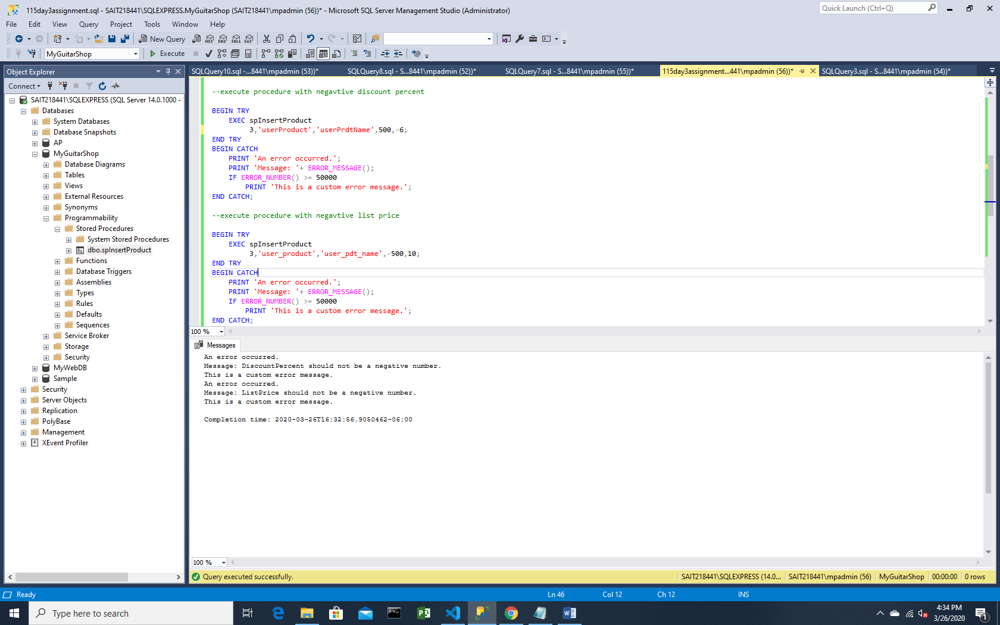 115day3assignment.sql - SAIT218441\SQLEXPRESS.MyGuitarShop (SAIT218441\mpadmin (56))* - Microsoft SQL Server Management Studio (Administrator)
Quick Launch (Ctrl+Q)
File Edit View Query Project Tools Window Help
New Query
MDX DMX XMLA DAX
MyGuitarShop
Execute
Object Explorer
SQLQuery10.sql -...8441\mpadmin (53))*
SQLQuery8.sql - S...8441\mpadmin (52))*
SQLQuery7.sql - S...8441\mpadmin (55))*
115day3assignment...441\mpadmin (56))*
SQLQuery3.sql - S...8441\mpadmin (54))*
Connect
SAIT218441\SQLEXPRESS (SQL Server 14.0.1000 -
Databases
System Databases
Database Snapshots
AP
MyGuitarShop
Database Diagrams
Tables
Views
External Resources
Synonyms
Programmability
Stored Procedures
System Stored Procedures
dbo.spInsertProduct
Functions
Database Triggers
Assemblies
Types
Rules
Defaults
Sequences
Service Broker
Storage
Security
MyWebDB
Sample
Security
Server Objects
Replication
PolyBase
Management
XEvent Profiler
--execute procedure with negavtive discount percent
BEGIN TRY
EXEC spInsertProduct
3,'userProduct','userPrdtName',500,-6;
END TRY
BEGIN CATCH
PRINT 'An error occurred.';
PRINT 'Message: '+ ERROR_MESSAGE();
IF ERROR_NUMBER() >= 50000
PRINT 'This is a custom error message.';
END CATCH;
--execute procedure with negavtive list price
BEGIN TRY
EXEC spInsertProduct
3,'user_product','user_pdt_name',-500,10;
END TRY
BEGIN CATCH
PRINT 'An error occurred.';
PRINT 'Message: '+ ERROR_MESSAGE();
IF ERROR_NUMBER() >= 50000
PRINT 'This is a custom error message.';
END CATCH;
100 %
Messages
An error occurred.
Message: DiscountPercent should not be a negative number.
This is a custom error message.
An error occurred.
Message: ListPrice should not be a negative number.
This is a custom error message.
Completion time: 2020-03-26T16:32:56.9050462-06:00
100 %
Query executed successfully.
SAIT218441\SQLEXPRESS (14.0... SAIT218441\mpadmin (56) MyGuitarShop 00:00:00 0 rows
Ready
Ln 46 Col 12 Ch 12 INS
Type here to search
4:34 PM
3/26/2020
1